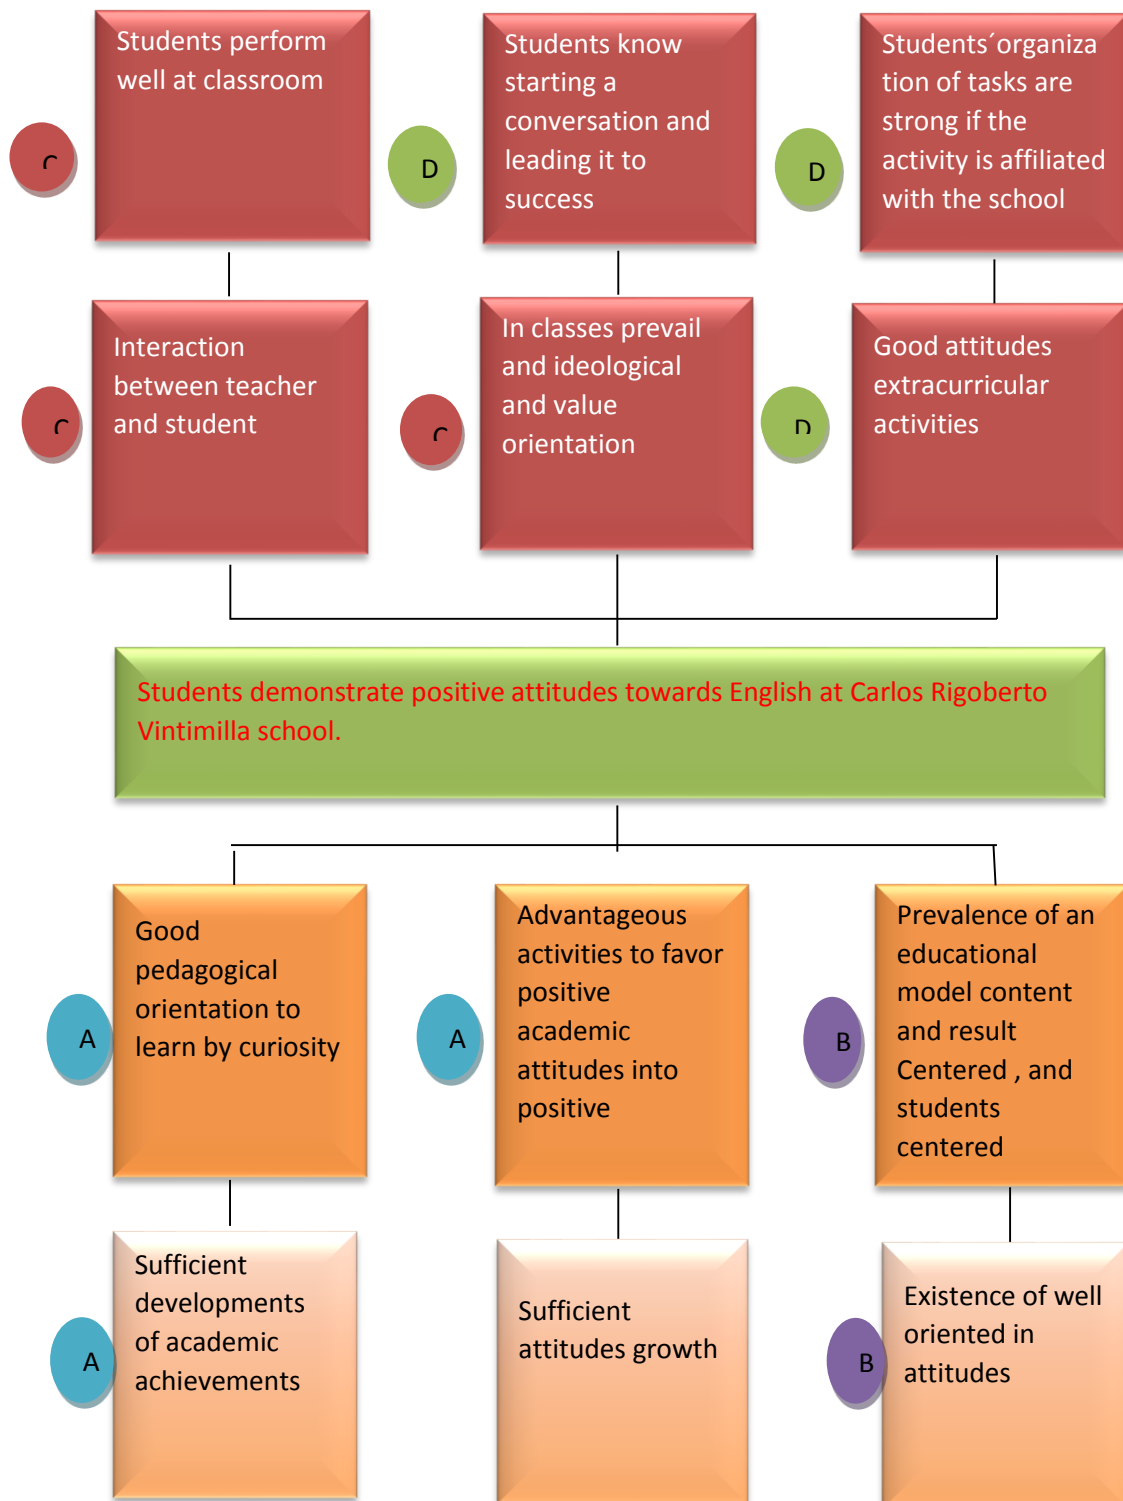 Students perform
well at classroom
C
Students know
starting a
conversation and
leading it to
success
D
Students´organiza
tion of tasks are
strong if the
activity is affiliated
with the school
D
Interaction
between teacher
and student
C
In classes prevail
and ideological
and value
orientation
C
Good attitudes
extracurricular
activities
D
Students demonstrate positive attitudes towards English at Carlos Rigoberto
Vintimilla school.
Good
pedagogical
orientation to
learn by curiosity
A
Advantageous
activities to favor
positive
academic
attitudes into
positive
A
Prevalence of an
educational
model content
and result
Centered , and
students
centered
B
Sufficient
developments
of academic
achievements
A
Sufficient
attitudes growth
Existence of well
oriented in
attitudes
B